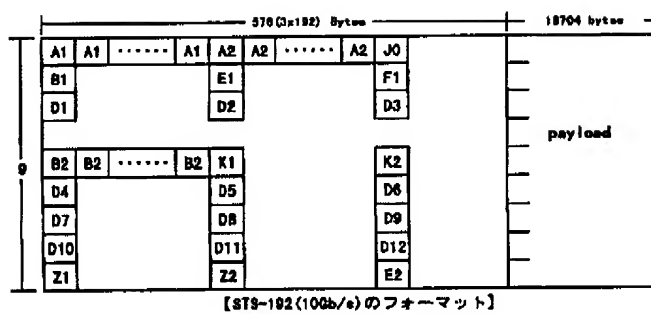 576(3x192) Bytes 16704 bytes
A1 A1 ······ A1 A2 A2 ······ A2 J0
B1 E1 F1
D1 D2 D3
payload
9
B2 B2 ······ B2 K1 K2
D4 D5 D6
D7 D8 D9
D10 D11 D12
Z1 Z2 E2
[STS-192(10Gb/s)のフォーマット]